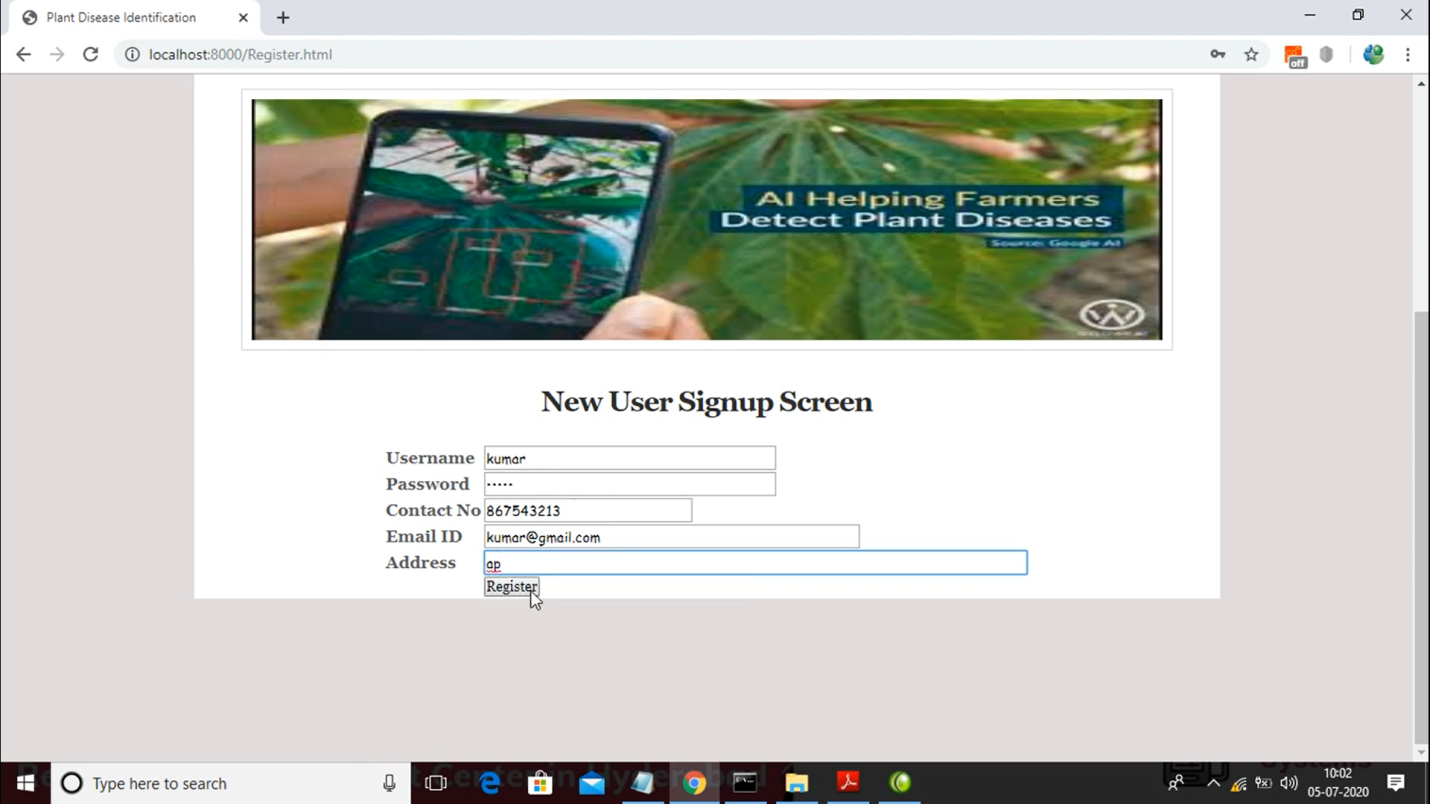 Plant Disease Identification
localhost:8000/Register.html
off
AI Helping Farmers
Detect Plant Diseases
Source: Google AI
New User Signup Screen
Username kumar
Password •••••
Contact No 867543213
Email ID kumar@gmail.com
Address ap
Register
Type here to search
10:02
05-07-2020